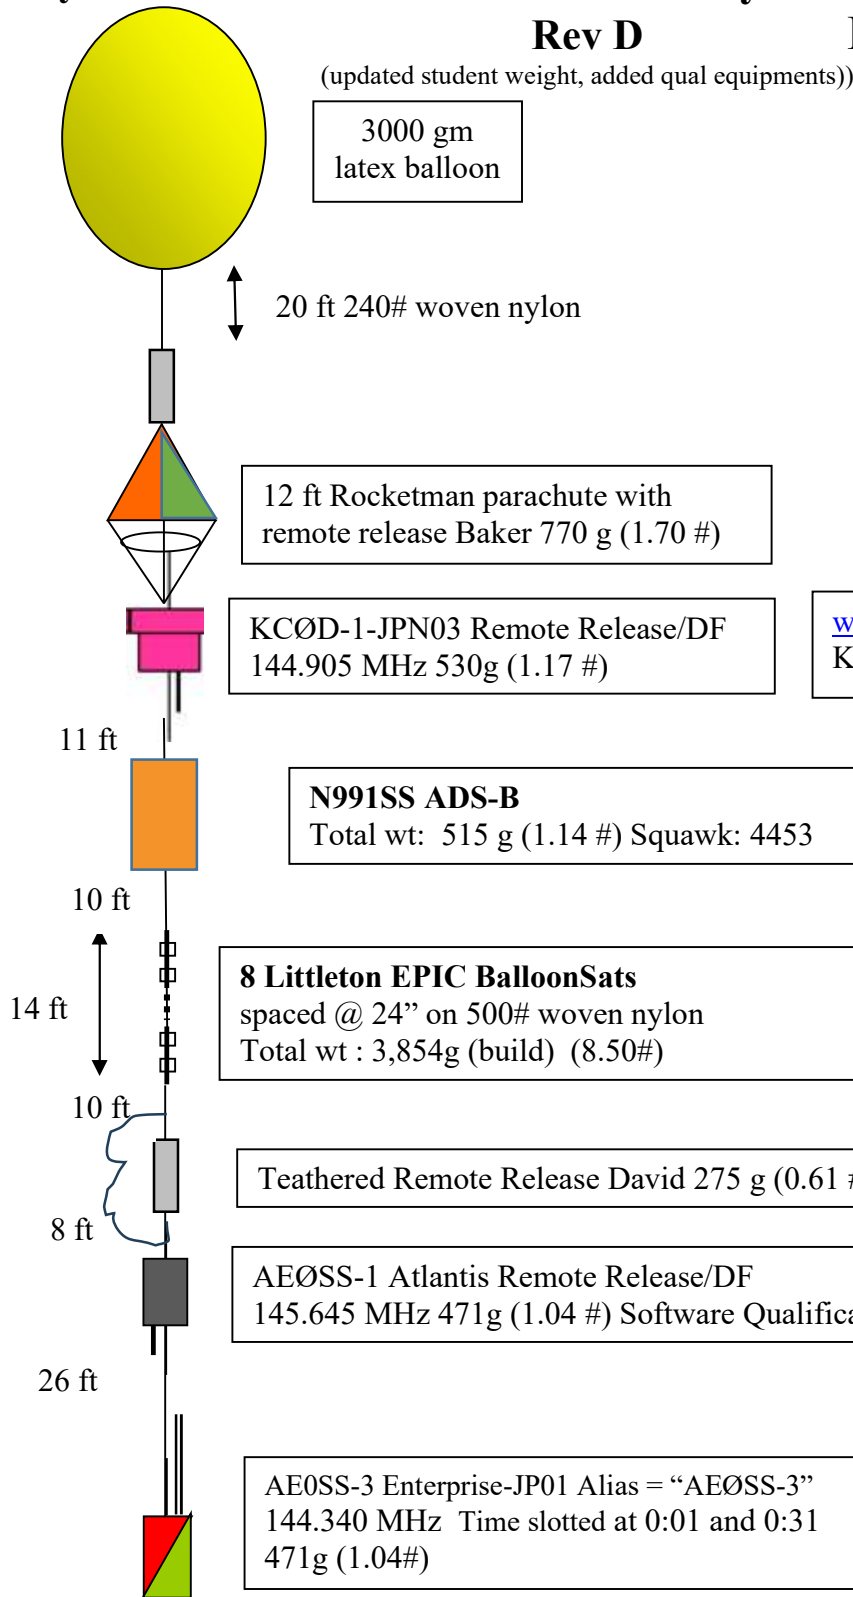 Rev D
(updated student weight, added qual equipments))
3000 gm
latex balloon
20 ft 240# woven nylon
12 ft Rocketman parachute with
remote release Baker 770 g (1.70 #)
KCØD-1-JPN03 Remote Release/DF
144.905 MHz 530g (1.17 #)
11 ft
N991SS ADS-B
Total wt:  515 g (1.14 #) Squawk: 4453
10 ft
8 Littleton EPIC BalloonSats
spaced @ 24” on 500# woven nylon
Total wt : 3,854g (build)  (8.50#)
14 ft
10 ft
Teathered Remote Release David 275 g (0.61
8 ft
AEØSS-1 Atlantis Remote Release/DF
145.645 MHz 471g (1.04 #) Software
26 ft
AE0SS-3 Enterprise-JP01 Alias = “AEØSS-3”
144.340 MHz  Time slotted at 0:01 and 0:31
471g (1.04#)